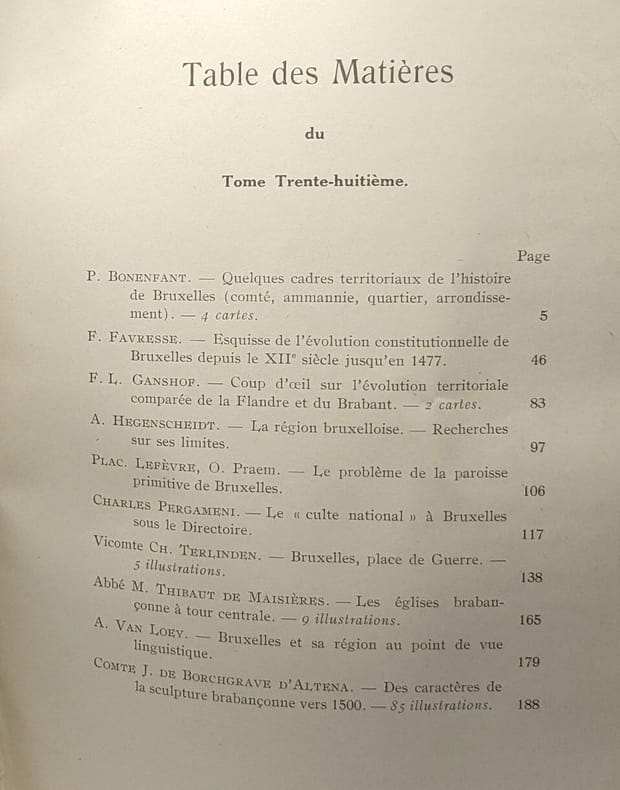 Table des Matières
du
Tome Trente-huitième.
Page
P. Bonenfant. — Quelques cadres territoriaux de l'histoire
de Bruxelles (comté, ammannie, quartier, arrondisse-
ment). — 4 cartes. 5
F. Favresse. — Esquisse de l'évolution constitutionnelle de
Bruxelles depuis le XIIe siècle jusqu'en 1477. 46
F. L. Ganshof. — Coup d'œil sur l'évolution territoriale
comparée de la Flandre et du Brabant. — 2 cartes. 83
A. Hegenscheidt. — La région bruxelloise. — Recherches
sur ses limites. 97
Plac. Lefèvre, O. Praem. — Le problème de la paroisse
primitive de Bruxelles. 106
Charles Pergameni. — Le « culte national » à Bruxelles
sous le Directoire. 117
Vicomte Ch. Terlinden. — Bruxelles, place de Guerre. —
5 illustrations. 138
Abbé M. Thibaut de Maisières. — Les églises braban-
çonne à tour centrale. — 9 illustrations. 165
A. Van Loey. — Bruxelles et sa région au point de vue
linguistique. 179
Comte J. de Borchgrave d'Altena. — Des caractères de
la sculpture brabançonne vers 1500. — 85 illustrations. 188